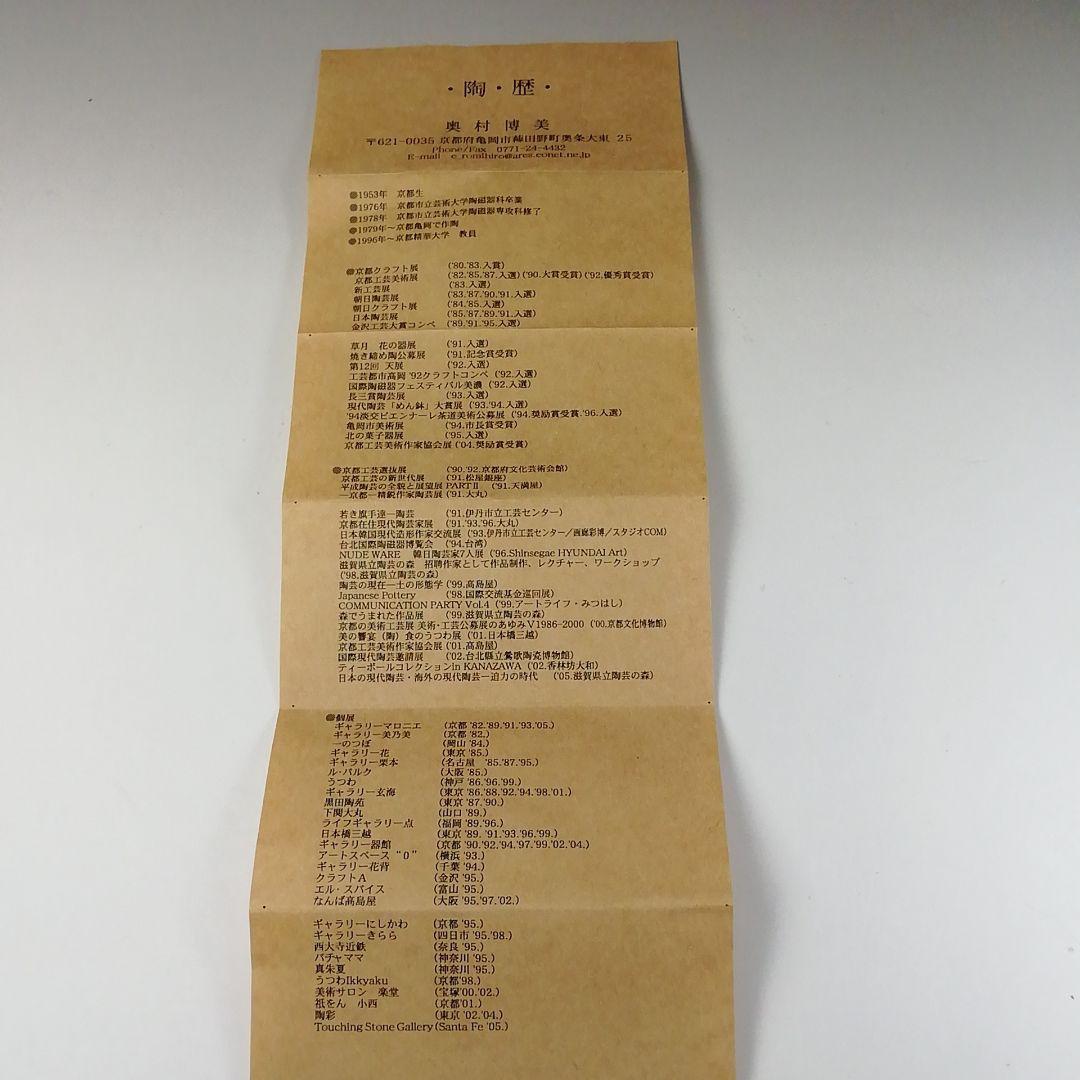 ・陶・歴・
奥村博美
〒621-0035 京都府亀岡市薭田野町奥条大東 25
Phone/Fax 0771-24-4432
E-mail
●1953年 京都生
●1976年 京都市立芸術大学陶磁器科卒業
●1978年 京都市立芸術大学陶磁器専攻科修了
●1979年～京都亀岡で作陶
●1996年～京都精華大学 教員
●京都クラフト展 ('80.'83.入賞)
京都工芸美術展 ('82.'85.'87.入選) ('90.大賞受賞) ('92.優秀賞受賞)
新工芸展 ('83.入選)
朝日陶芸展 ('83.'87.'90.'91.入選)
朝日クラフト展 ('84.'85.入選)
日本陶芸展 ('85.'87.'89.'91.入選)
金沢工芸大賞コンペ ('89.'91.'95.入選)
草月 花の器展 ('91.入選)
焼き締め陶公募展 ('91.記念賞受賞)
第12回 天展 ('92.入選)
工芸都市高岡 '92クラフトコンペ ('92.入選)
国際陶磁器フェスティバル美濃 ('92.入選)
長三賞陶芸展 ('93.入選)
現代陶芸「めん鉢」大賞展 ('93.'94.入選)
'94淡交ビエンナーレ茶道美術公募展 ('94.奨励賞受賞.'96.入選)
亀岡市美術展 ('94.市長賞受賞)
北の菓子器展 ('95.入選)
京都工芸美術作家協会展 ('04.奨励賞受賞)
●京都工芸選抜展 ('90.'92.京都府文化芸術会館)
京都工芸の新世代展 ('91.松屋銀座)
平成陶芸の全貌と展望展 PARTⅡ ('91.天満屋)
―京都―精鋭作家陶芸展 ('91.大丸)
若き旗手達―陶芸 ('91.伊丹市立工芸センター)
京都在住現代陶芸家展 ('91.'93.'96.大丸)
日本韓国現代造形作家交流展 ('93.伊丹市立工芸センター／画廊彩博／スタジオCOM)
台北国際陶磁器博覧会 ('94.台湾)
NUDE WARE 韓日陶芸家7人展 ('96.Shinsegae HYUNDAI Art)
滋賀県立陶芸の森 招聘作家として作品制作、レクチャー、ワークショップ
('98.滋賀県立陶芸の森)
陶芸の現在―土の形態学 ('99.高島屋)
Japanese Pottery ('98.国際交流基金巡回展)
COMMUNICATION PARTY Vol.4 ('99.アートライフ・みつはし)
森でうまれた作品展 ('99.滋賀県立陶芸の森)
京都の美術工芸展 美術・工芸公募展のあゆみⅤ1986-2000 ('00.京都文化博物館)
美の饗宴 (陶) 食のうつわ展 ('01.日本橋三越)
京都工芸美術作家協会展 ('01.高島屋)
国際現代陶芸邀請展 ('02.台北縣立鶯歌陶瓷博物館)
ティーボールコレクションin KANAZAWA ('02.香林坊大和)
日本の現代陶芸・海外の現代陶芸―迫力の時代 ('05.滋賀県立陶芸の森)
●個展
ギャラリーマロニエ (京都 '82.'89.'91.'93.'05.)
ギャラリー美乃美 (京都 '82.)
一のつぼ (岡山 '84.)
ギャラリー花 (東京 '85.)
ギャラリー栗本 (名古屋 '85.'87.'95.)
ル・パルク (大阪 '85.)
うつわ (神戸 '86.'96.'99.)
ギャラリー玄海 (東京 '86.'88.'92.'94.'98.'01.)
黒田陶苑 (東京 '87.'90.)
下関大丸 (山口 '89.)
ライフギャラリー点 (福岡 '89.'96.)
日本橋三越 (東京 '89. '91.'93.'96.'99.)
ギャラリー器館 (京都 '90.'92.'94.'97.'99.'02.'04.)
アートスペース “0” (横浜 '93.)
ギャラリー花背 (千葉 '94.)
クラフトA (金沢 '95.)
エル・スパイス (富山 '95.)
なんば高島屋 (大阪 '95.'97.'02.)
ギャラリーにしかわ (京都 '95.)
ギャラリーきらら (四日市 '95.'98.)
西大寺近鉄 (奈良 '95.)
パチャママ (神奈川 '95.)
真朱夏 (神奈川 '95.)
うつわIkkyaku (京都'98.)
美術サロン 楽堂 (宝塚'00.'02.)
祇をん 小西 (京都'01.)
陶彩 (東京 '02.'04.)
Touching Stone Gallery (Santa Fe '05.)